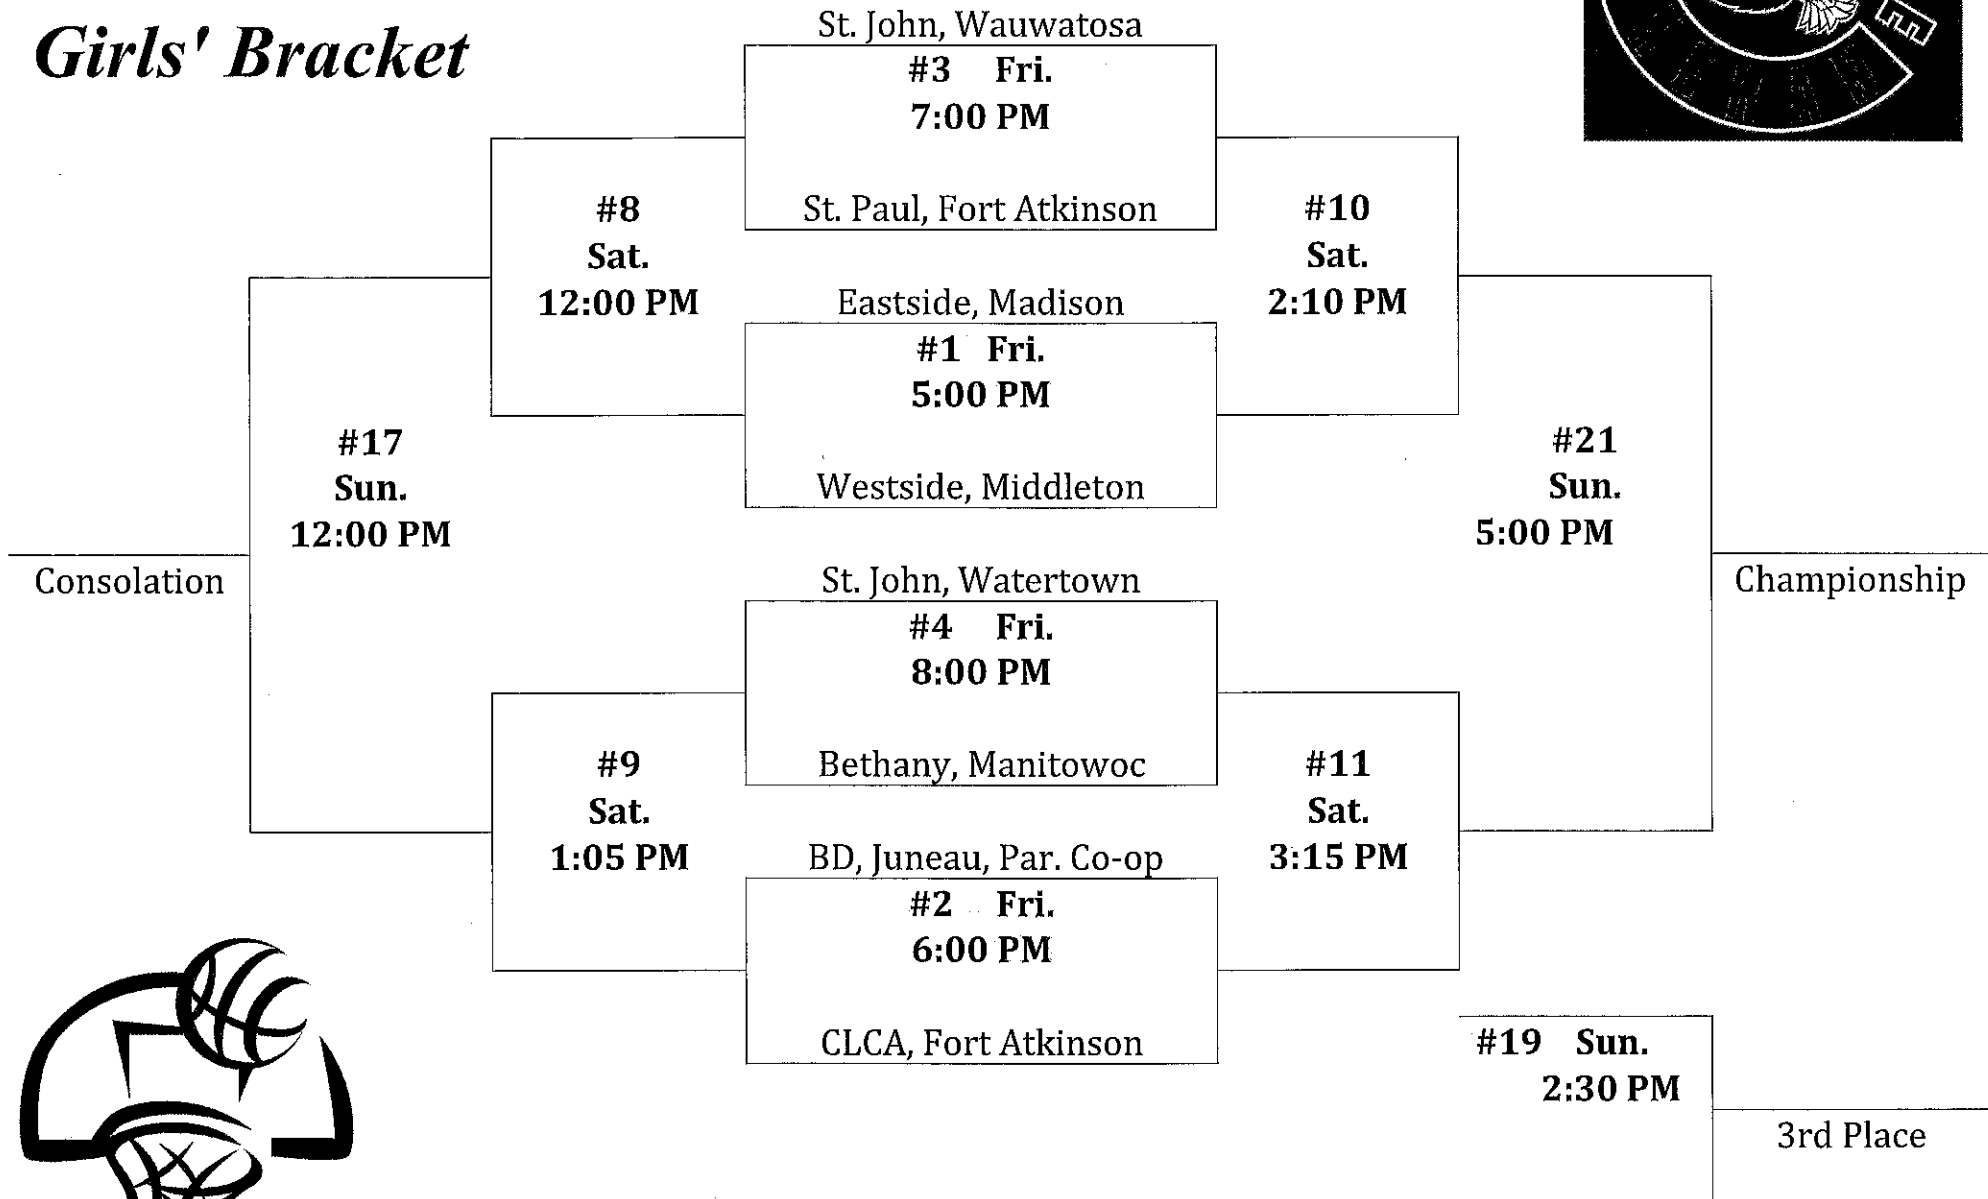 Girls' Bracket
St. John, Wauwatosa
#3 Fri.
7:00 PM
St. Paul, Fort Atkinson
#8
Sat.
12:00 PM
#10
Sat.
2:10 PM
Eastside, Madison
#1 Fri.
5:00 PM
Westside, Middleton
#17
Sun.
12:00 PM
Consolation
#21
Sun.
5:00 PM
Championship
St. John, Watertown
#4 Fri.
8:00 PM
Bethany, Manitowoc
#9
Sat.
1:05 PM
#11
Sat.
3:15 PM
BD, Juneau, Par. Co-op
#2 Fri.
6:00 PM
CLCA, Fort Atkinson
#19 Sun.
2:30 PM
3rd Place